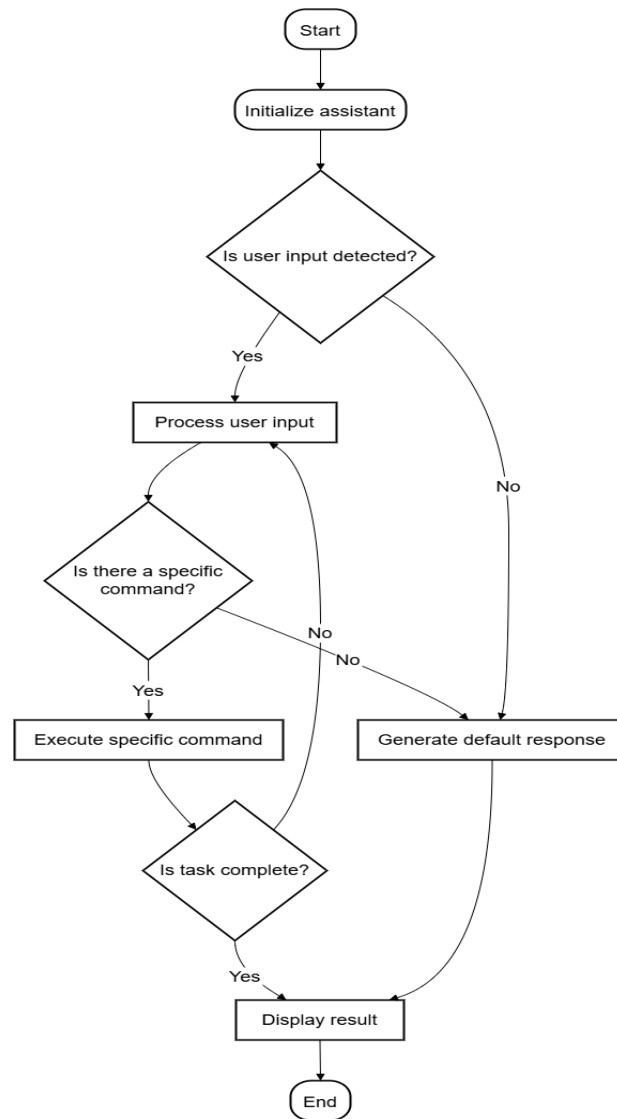 Start
Initialize assistant
Is user input detected?
Yes
Process user input
No
Is there a specific
command?
No
No
Yes
Execute specific command
Generate default response
Is task complete?
Yes
Display result
End